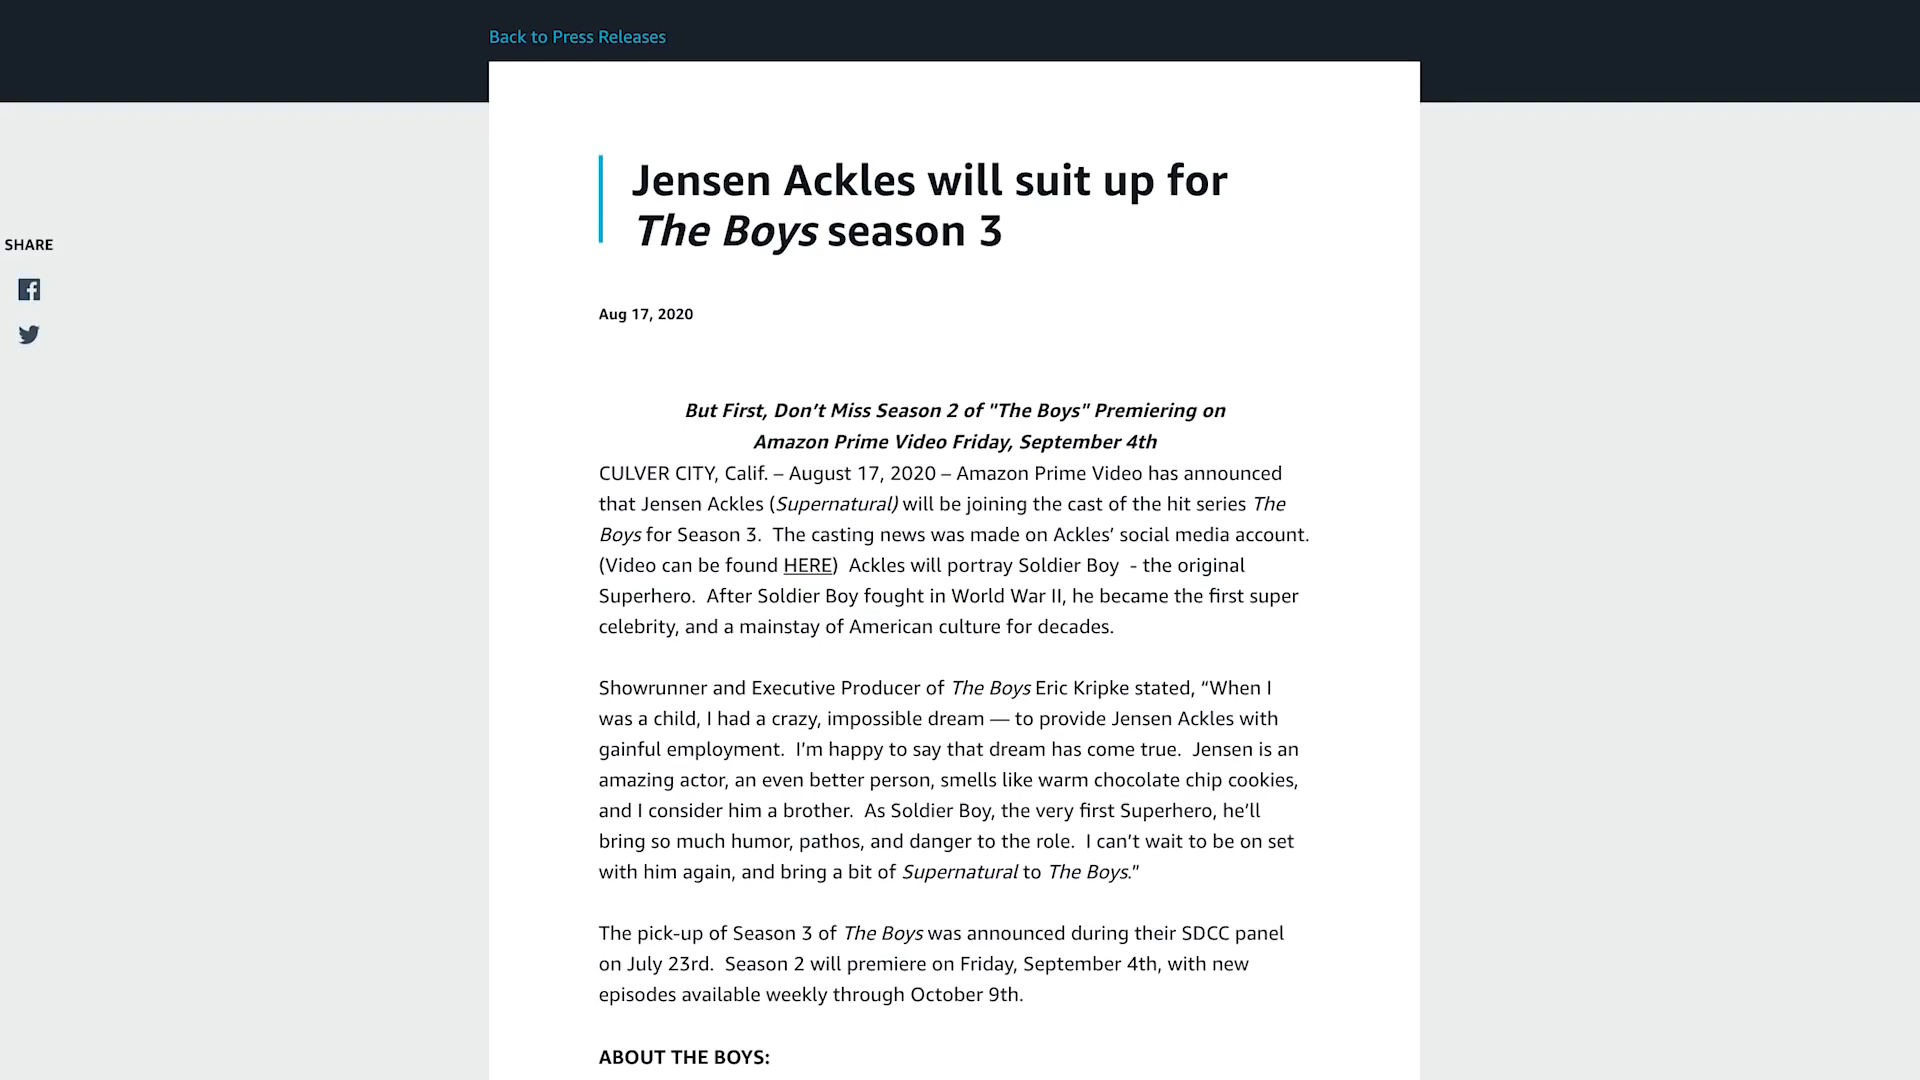 Back to Press Releases
Jensen Ackles will suit up for
The Boys season 3
SHARE
Aug 17, 2020
But First, Don’t Miss Season 2 of "The Boys" Premiering on
Amazon Prime Video Friday, September 4th
CULVER CITY, Calif. – August 17, 2020 – Amazon Prime Video has announced
that Jensen Ackles (Supernatural) will be joining the cast of the hit series The
Boys for Season 3.  The casting news was made on Ackles’ social media account.
(Video can be found HERE)  Ackles will portray Soldier Boy  - the original
Superhero.  After Soldier Boy fought in World War II, he became the first super
celebrity, and a mainstay of American culture for decades.
Showrunner and Executive Producer of The Boys Eric Kripke stated, “When I
was a child, I had a crazy, impossible dream — to provide Jensen Ackles with
gainful employment.  I’m happy to say that dream has come true.  Jensen is an
amazing actor, an even better person, smells like warm chocolate chip cookies,
and I consider him a brother.  As Soldier Boy, the very first Superhero, he’ll
bring so much humor, pathos, and danger to the role.  I can’t wait to be on set
with him again, and bring a bit of Supernatural to The Boys.”
The pick-up of Season 3 of The Boys was announced during their SDCC panel
on July 23rd.  Season 2 will premiere on Friday, September 4th, with new
episodes available weekly through October 9th.
ABOUT THE BOYS: